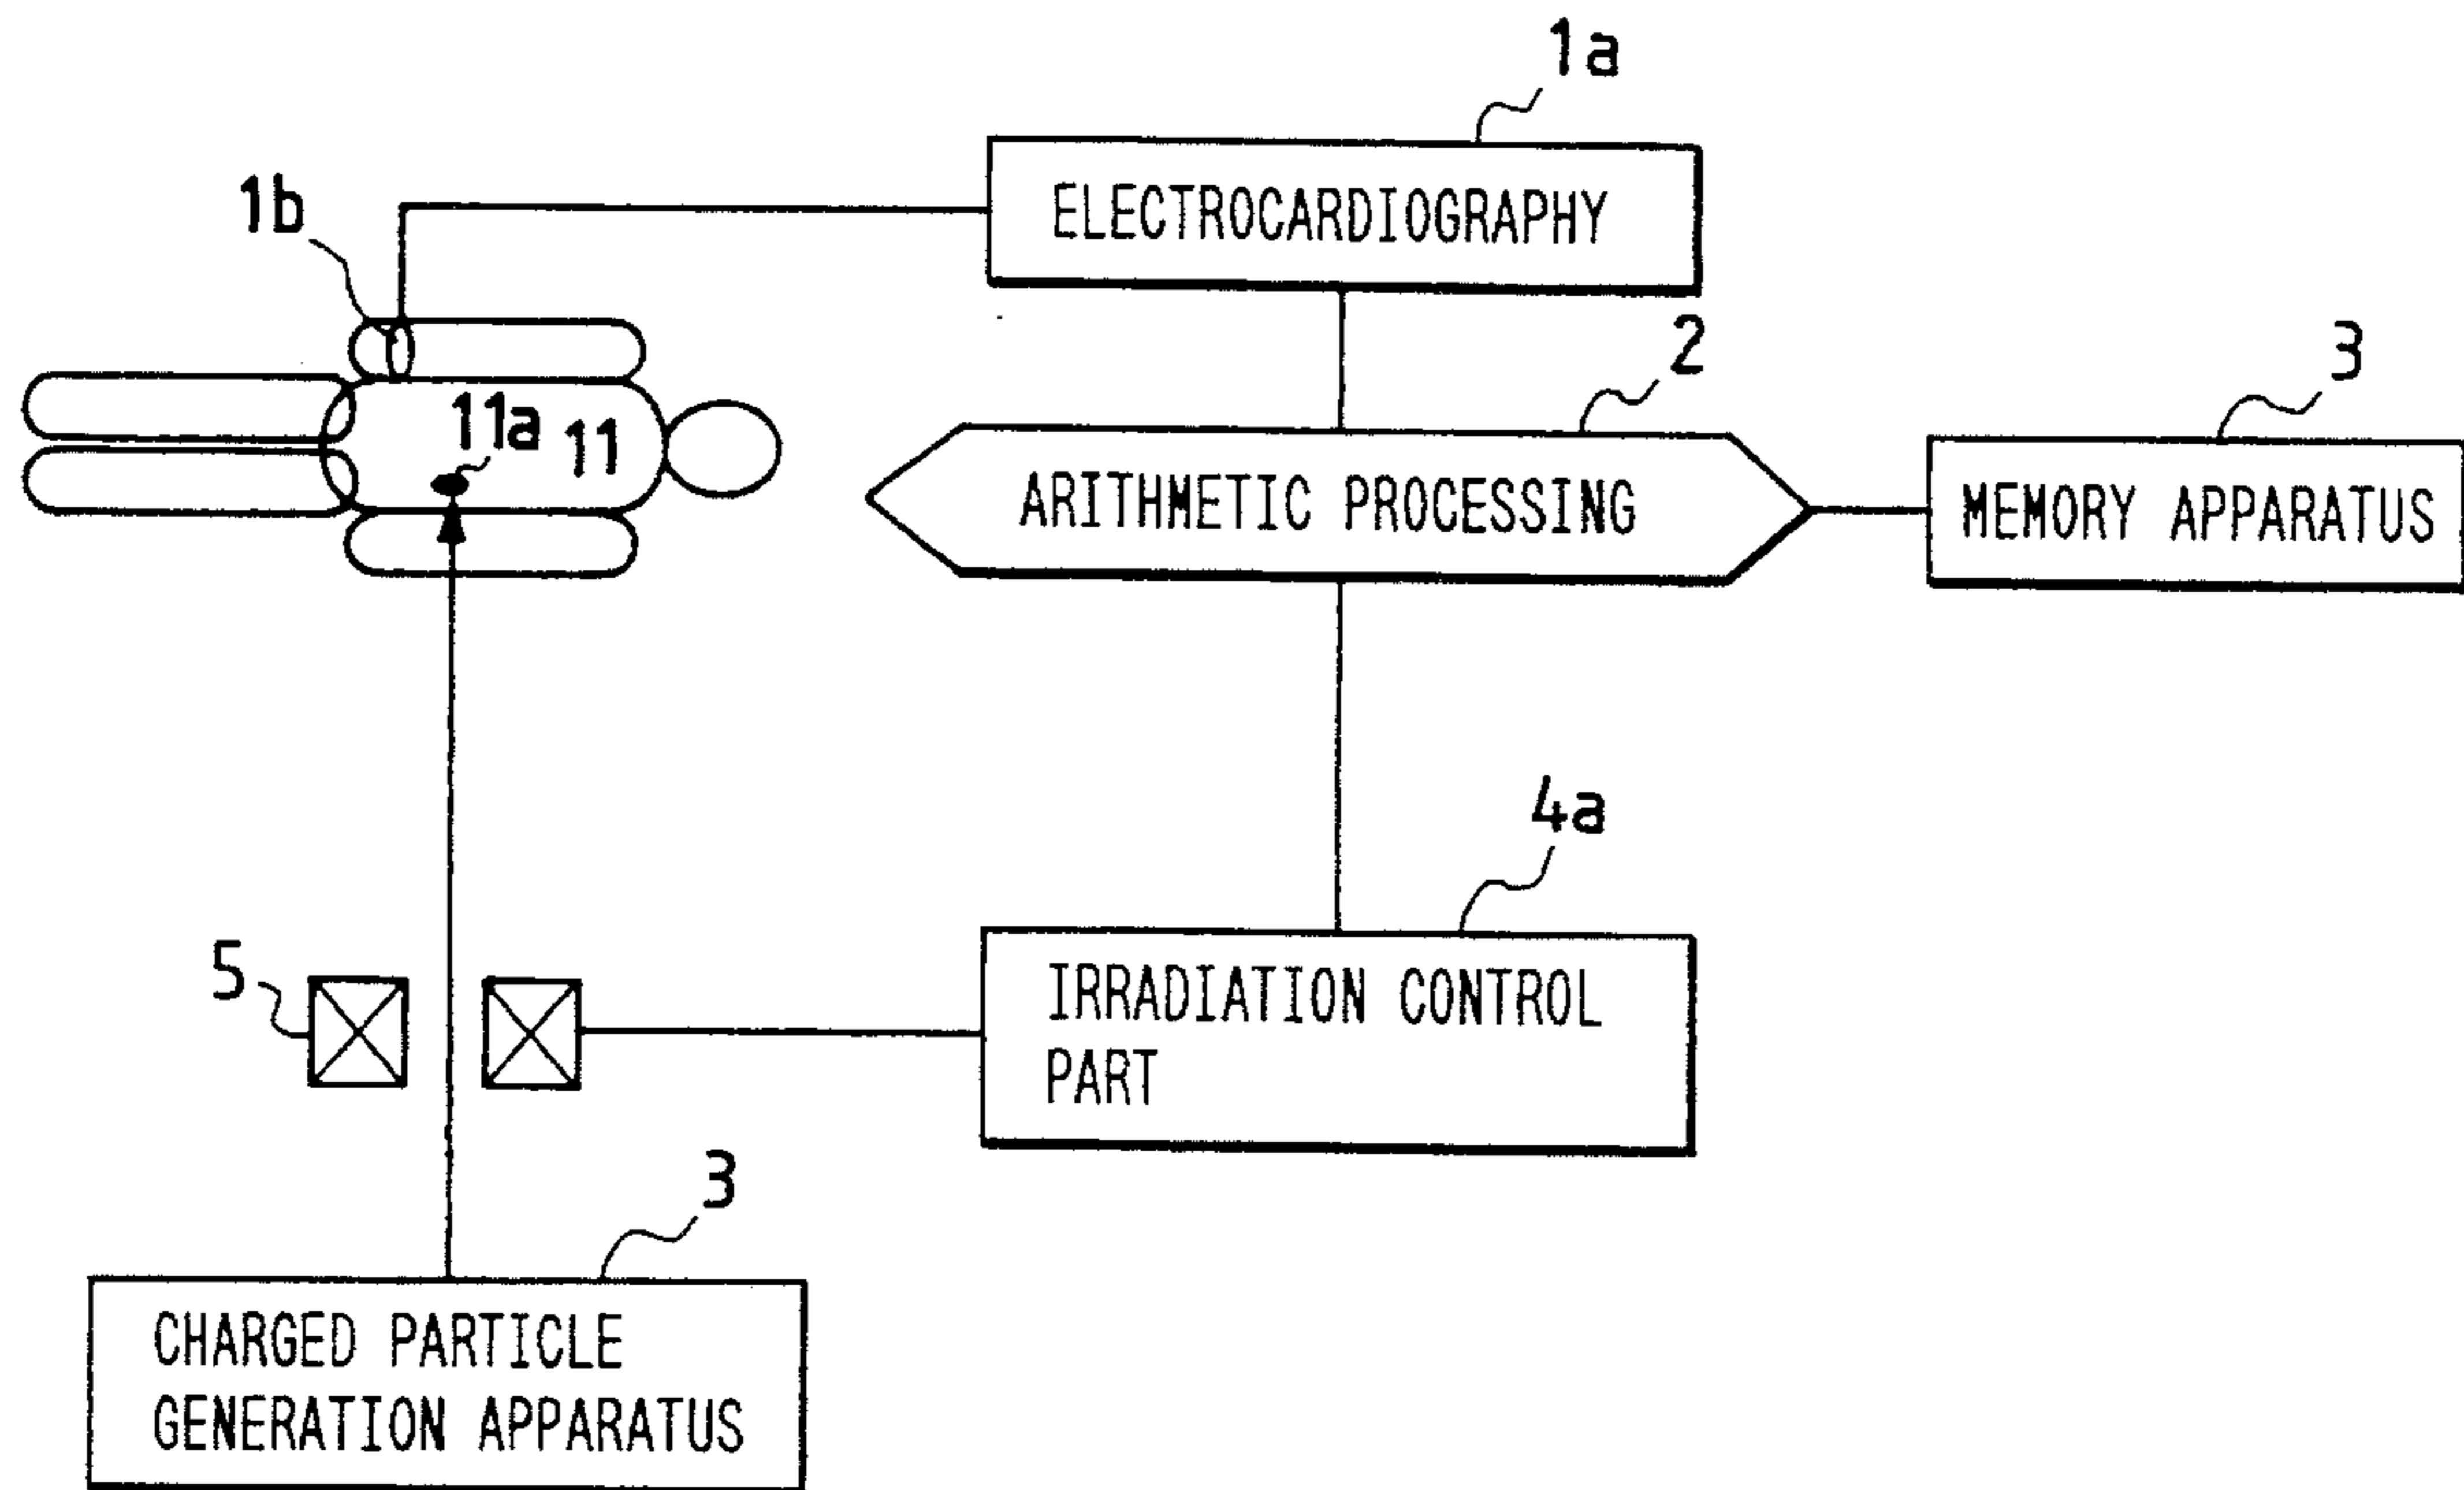 1a
ELECTROCARDIOGRAPHY
1b
2
3
ARITHMETIC PROCESSING
MEMORY APPARATUS
11a
11
4a
IRRADIATION CONTROL
PART
5
3
CHARGED PARTICLE
GENERATION APPARATUS